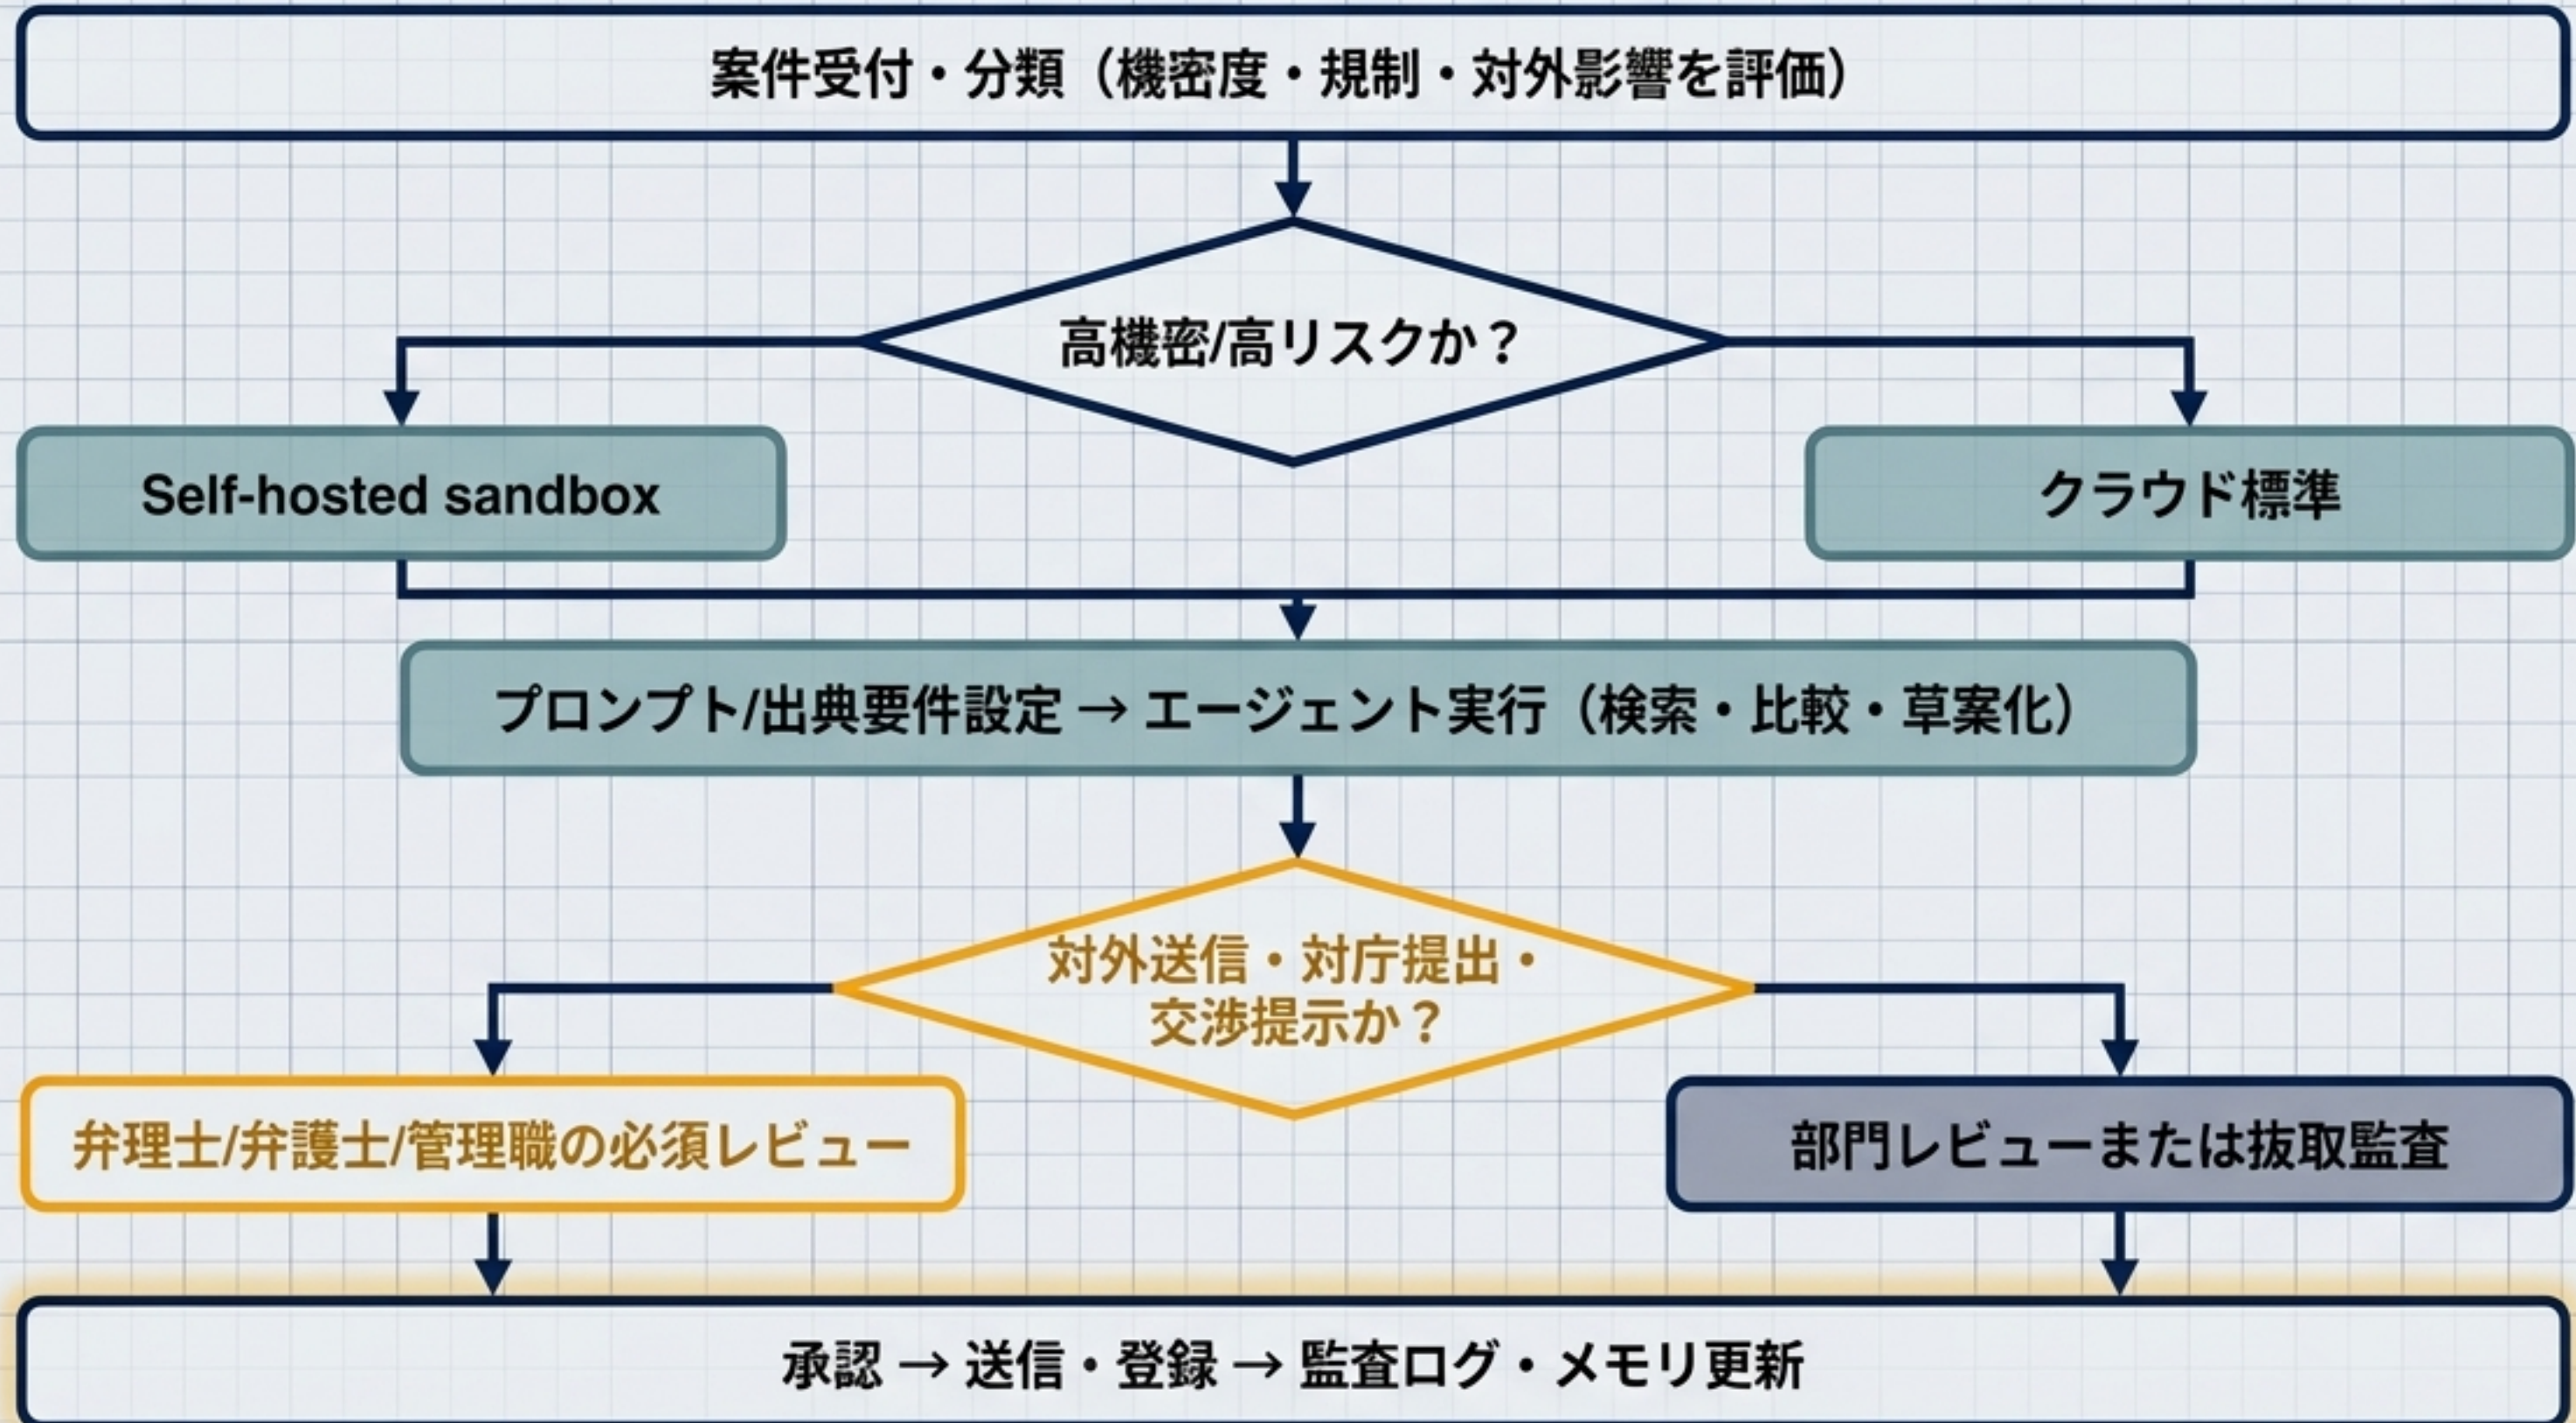 案件受付・分類（機密度・規制・対外影響を評価）
高機密/高リスクか？
Self-hosted sandbox
クラウド標準
プロンプト/出典要件設定 → エージェント実行（検索・比較・草案化）
対外送信・対庁提出・
交渉提示か？
弁理士/弁護士/管理職の必須レビュー
部門レビューまたは抜取監査
承認 → 送信・登録 → 監査ログ・メモリ更新